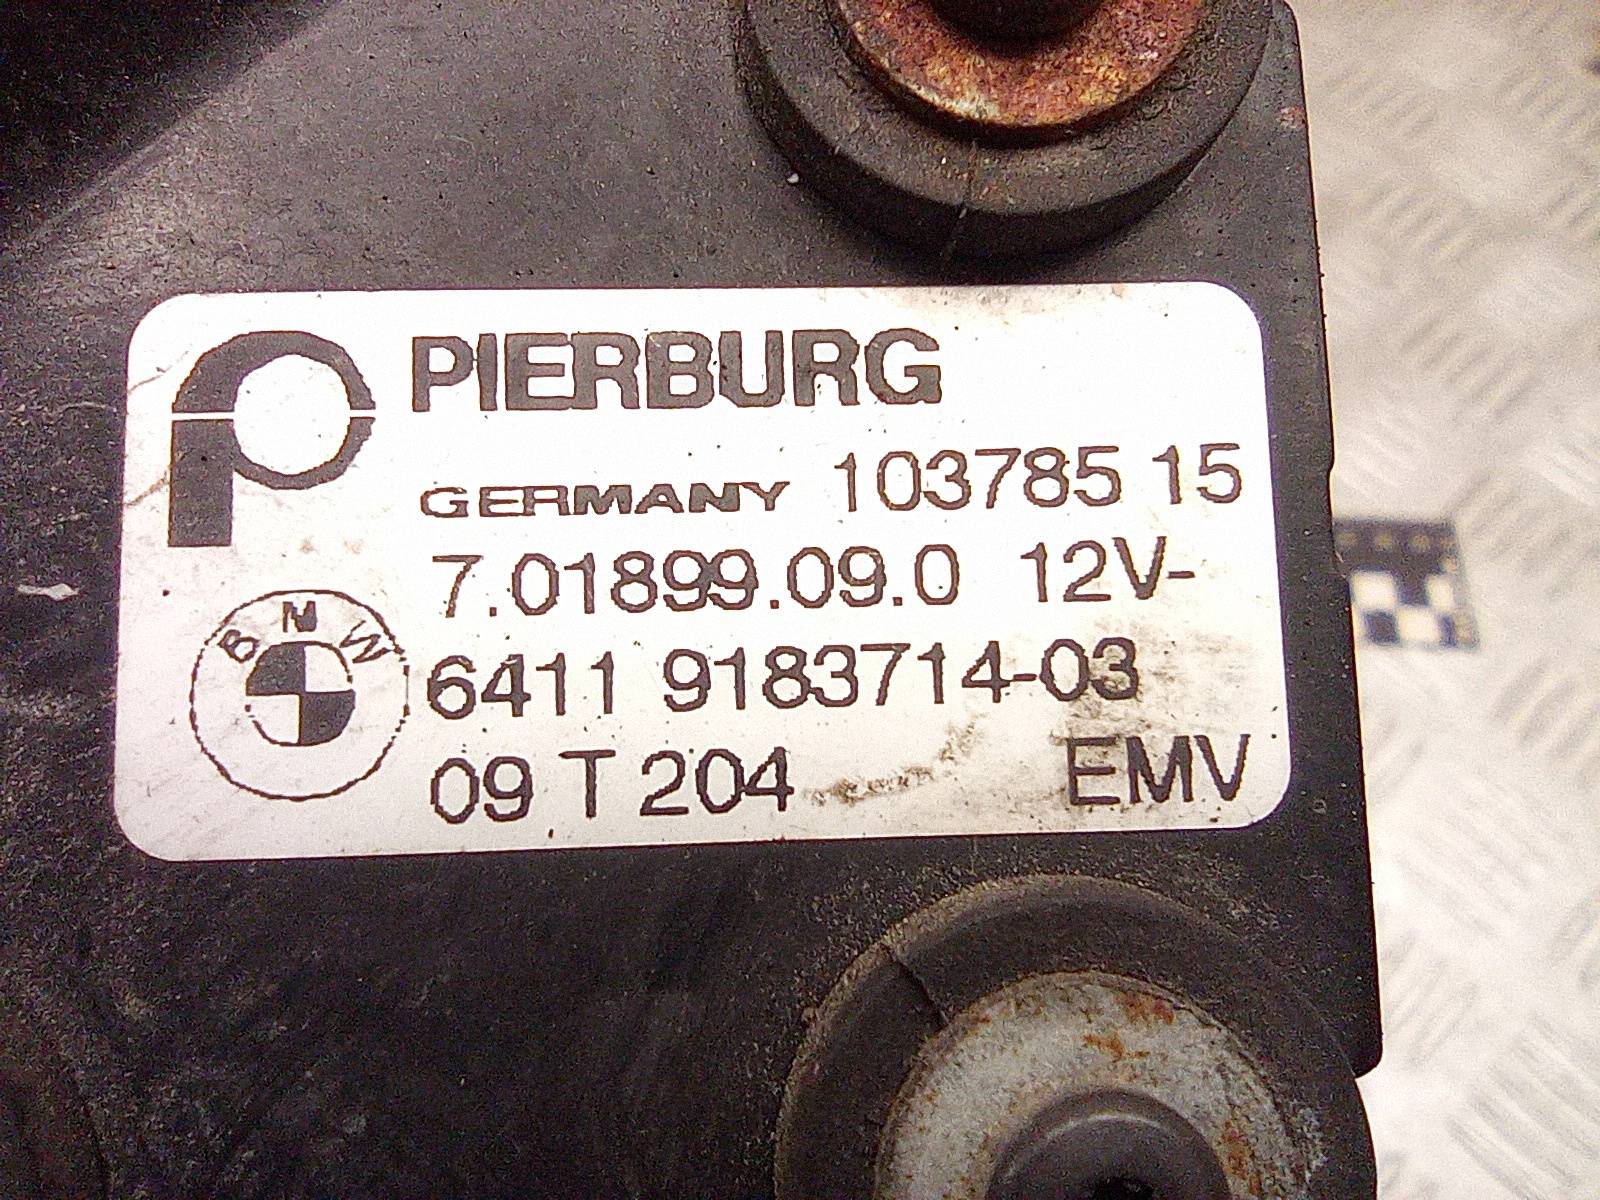 PIERBURG
GERMANY 103785 15
7.01899.09.0 12V-
BMW
6411 9183714-03
09 T 204 EMV